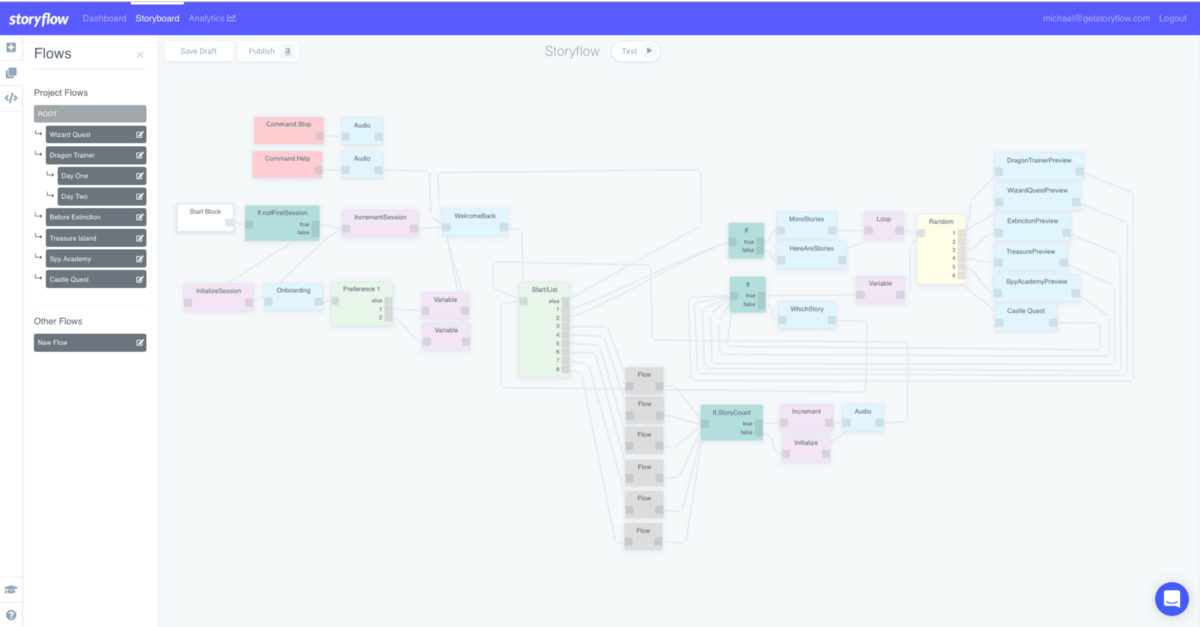 storyflow
Dashboard
Storyboard
Analytics
michael@getstoryflow.com
Logout
Flows
Save Draft
Publish
Storyflow
Test
Project Flows
ROOT
Wizard Quest
Dragon Trainer
Day One
Day Two
Before Extinction
Treasure Island
Spy Academy
Castle Quest
Other Flows
New Flow
Command.Stop
Audio
Command.Help
Audio
Start Block
If.notFirstSession
true
false
IncrementSession
WelcomeBack
IntializeSession
Onboarding
Preference 1
else
1
2
Variable
Variable
Start/List
else
1
2
3
4
5
6
7
8
Flow
Flow
Flow
Flow
Flow
Flow
If
true
false
MoreStories
HereAreStories
Loop
Random
1
2
3
4
5
6
If
true
false
WhichStory
Variable
DragonTrainerPreview
WizardQuestPreview
ExtinctionPreview
TreasurePreview
SpyAcademyPreview
Castle Quest
If.StoryCount
true
false
Increment
Initialize
Audio